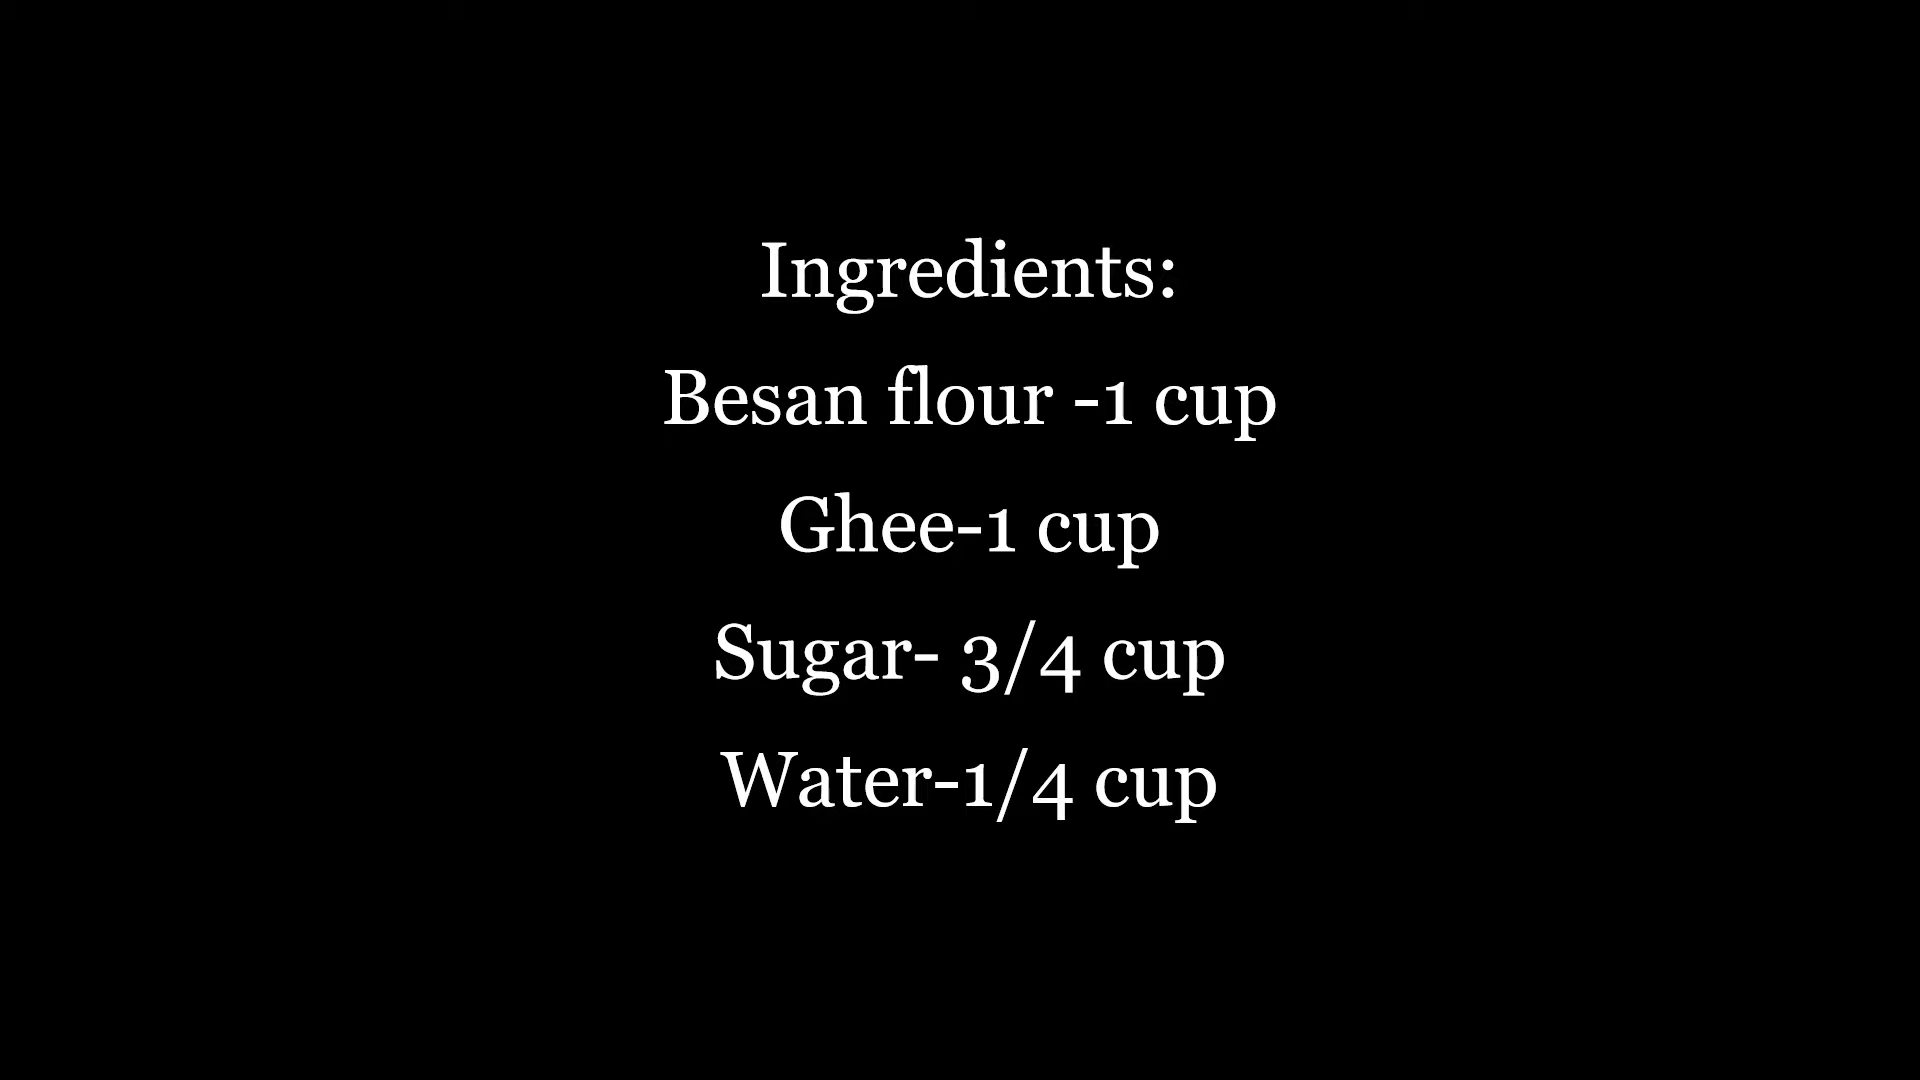 Ingredients:
Besan flour -1 cup
Ghee-1 cup
Sugar- 3/4 cup
Water-1/4 cup